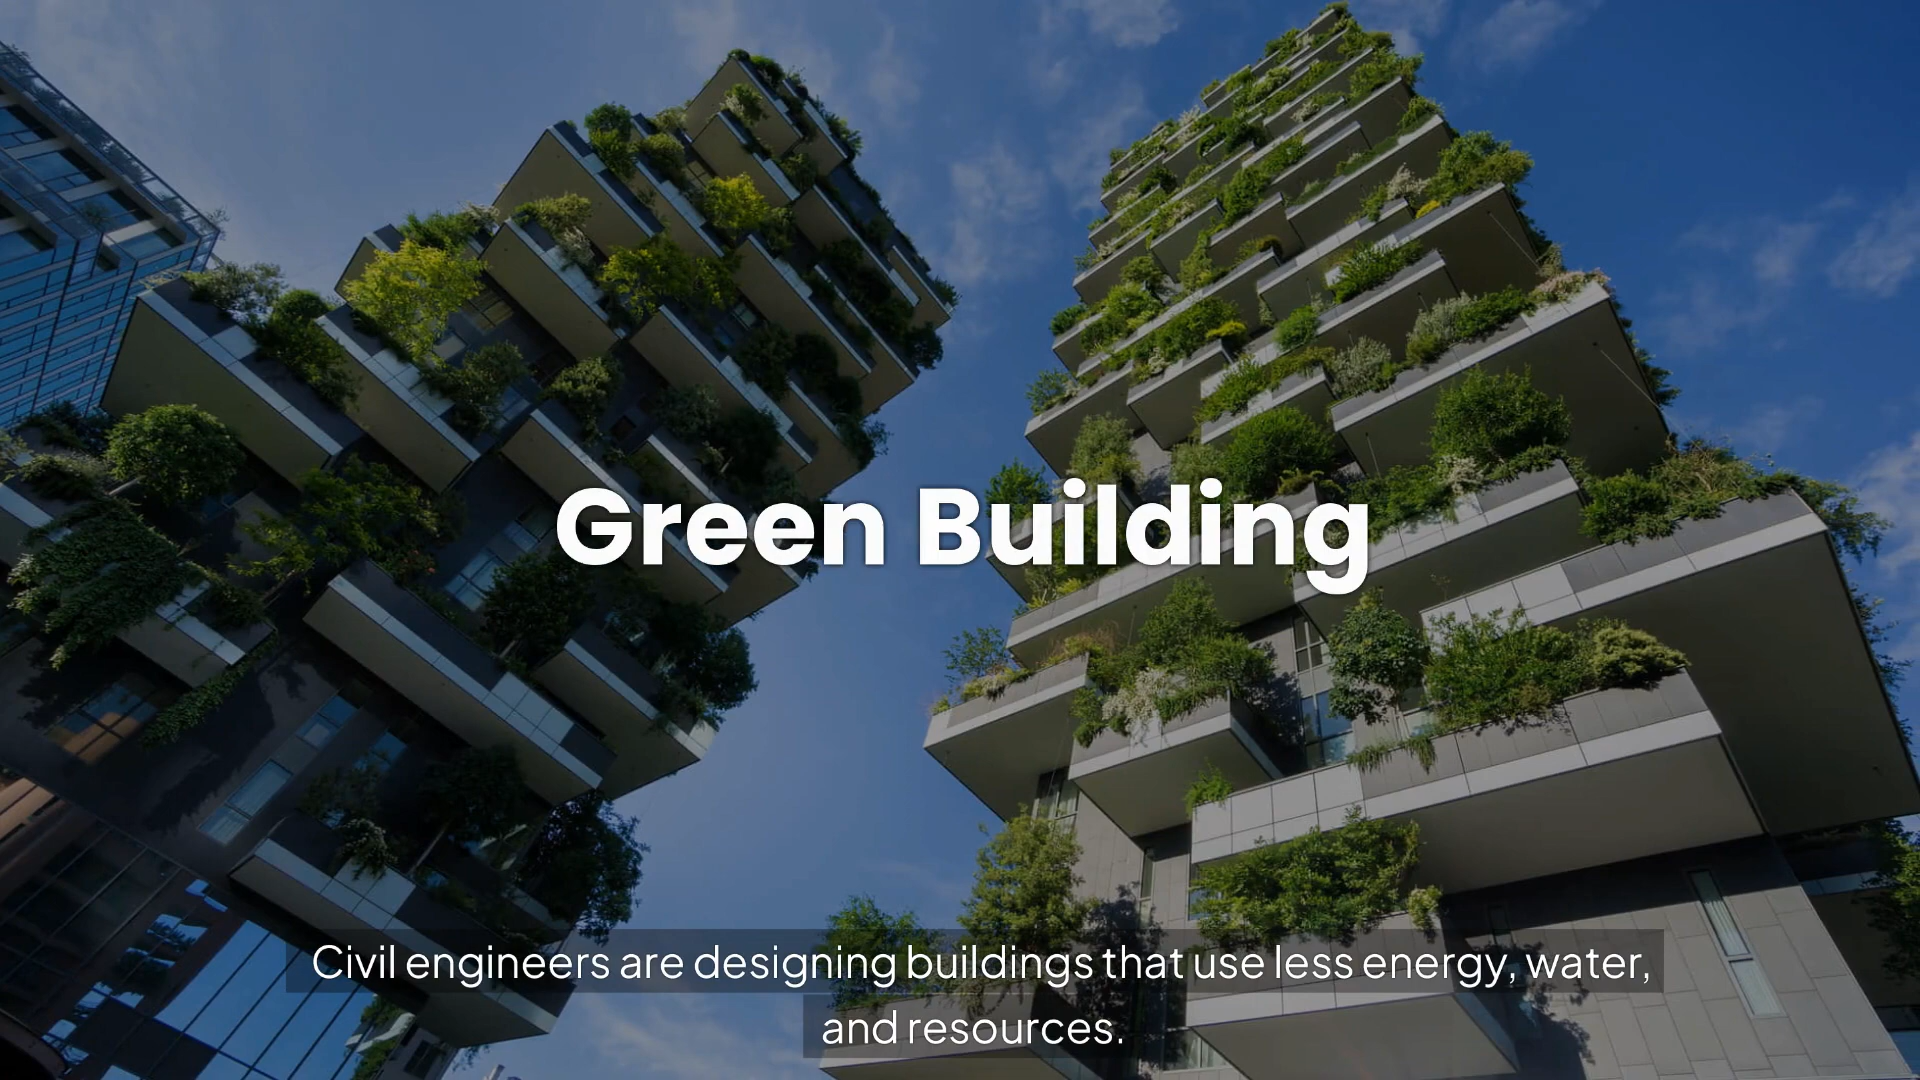 Green Building
Civil engineers are designing buildings that use less energy, water,
and resources.